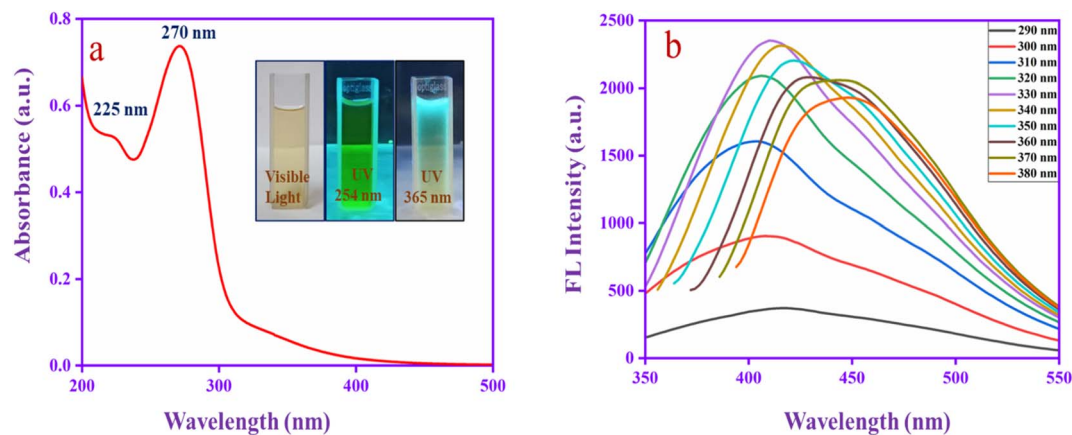 a
270 nm
225 nm
Visible
Light
optiglass
UV
254 nm
optiglass
UV
365 nm
0.8
0.6
0.4
0.2
0.0
Absorbance (a.u.)
200
300
400
500
Wavelength (nm)
b
290 nm
300 nm
310 nm
320 nm
330 nm
340 nm
350 nm
360 nm
370 nm
380 nm
2500
2000
1500
1000
500
0
FL Intensity (a.u.)
350
400
450
500
550
Wavelength (nm)